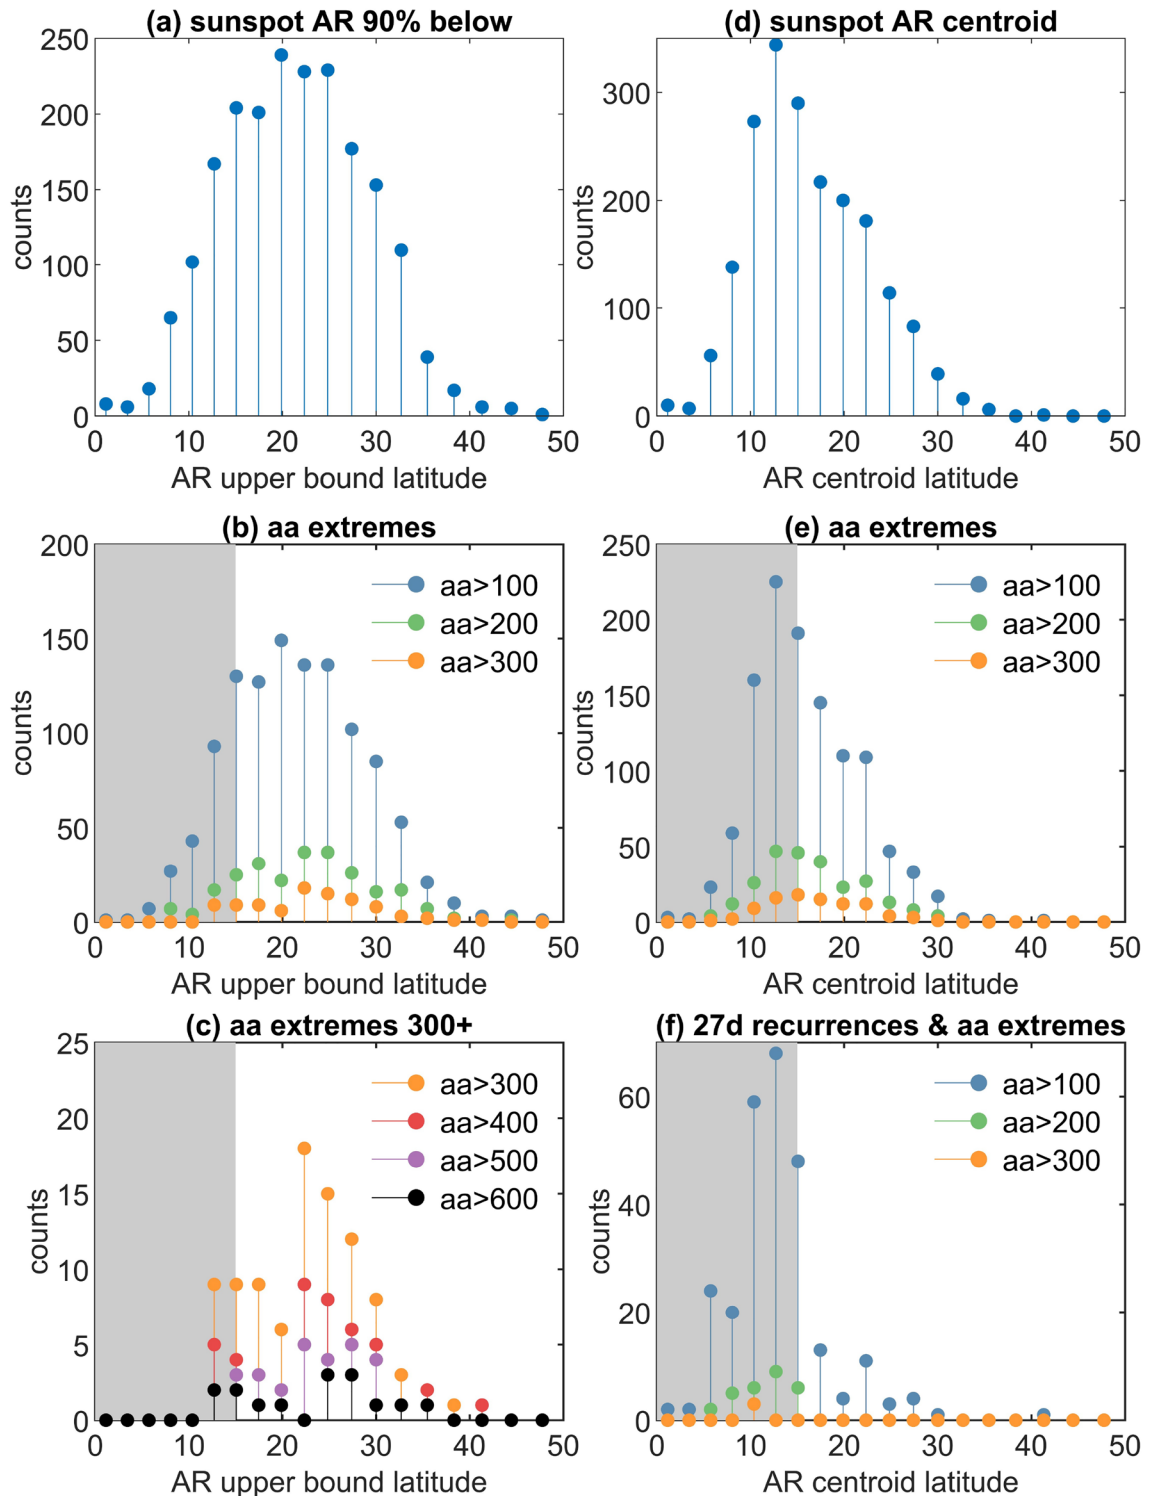 (a) sunspot AR 90% below
250
200
150
100
50
0
counts
0 10 20 30 40 50
AR upper bound latitude
(d) sunspot AR centroid
300
200
100
0
counts
0 10 20 30 40 50
AR centroid latitude
(b) aa extremes
200
150
100
50
0
counts
aa>100
aa>200
aa>300
0 10 20 30 40 50
AR upper bound latitude
(e) aa extremes
250
200
150
100
50
0
counts
aa>100
aa>200
aa>300
0 10 20 30 40 50
AR centroid latitude
(c) aa extremes 300+
25
20
15
10
5
0
counts
aa>300
aa>400
aa>500
aa>600
0 10 20 30 40 50
AR upper bound latitude
(f) 27d recurrences & aa extremes
60
40
20
0
counts
aa>100
aa>200
aa>300
0 10 20 30 40 50
AR centroid latitude